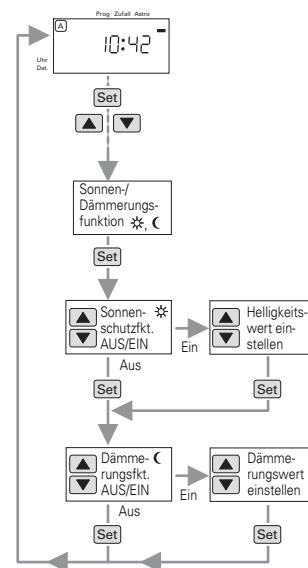 Prog Zufall Astro
A
10:42
Uhr
Dat.
Set
Sonnen-/
Dämmerungs-
funktion ☼, ☾
Set
Sonnen- ☼
schutzfkt.
AUS/EIN
Ein
Helligkeits-
wert ein-
stellen
Aus
Set
Set
Dämme- ☾
rungsfkt.
AUS/EIN
Ein
Dämme-
rungswert
einstellen
Aus
Set
Set